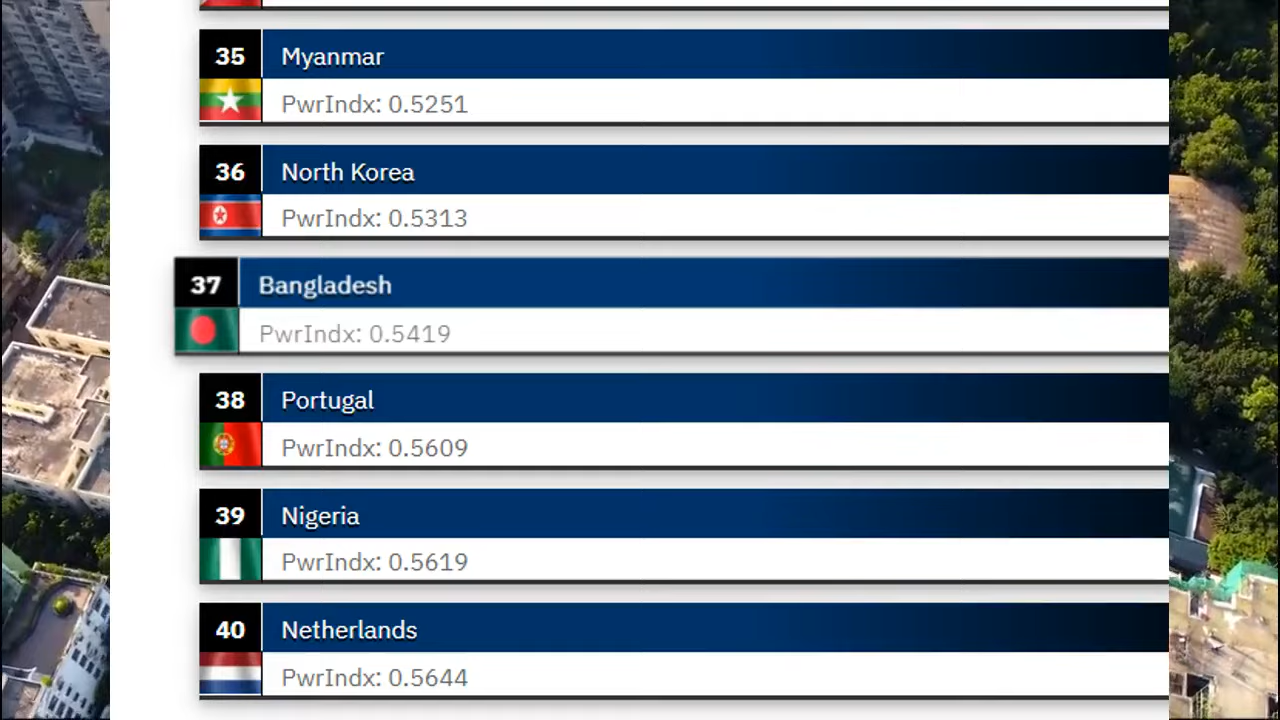 35
Myanmar
PwrIndx: 0.5251
36
North Korea
PwrIndx: 0.5313
37
Bangladesh
PwrIndx: 0.5419
38
Portugal
PwrIndx: 0.5609
39
Nigeria
PwrIndx: 0.5619
40
Netherlands
PwrIndx: 0.5644